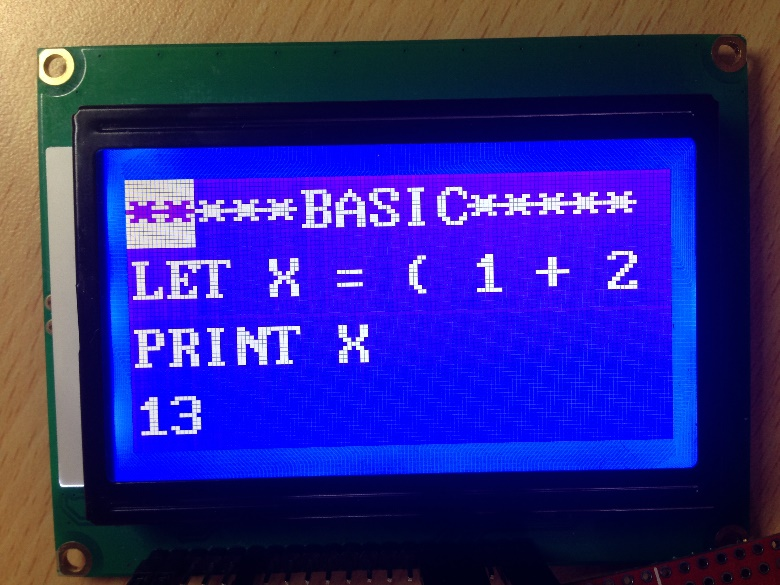 *****BASIC*****
LET X = ( 1 + 2
PRINT X
13